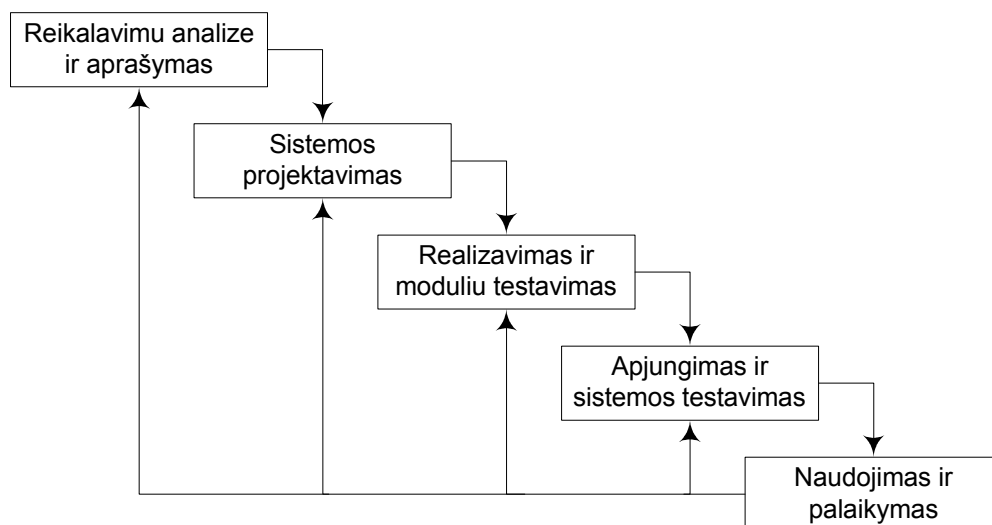 Reikalavimu analize
ir aprašymas
Sistemos
projektavimas
Realizavimas ir
moduliu testavimas
Apjungimas ir
sistemos testavimas
Naudojimas ir
palaikymas